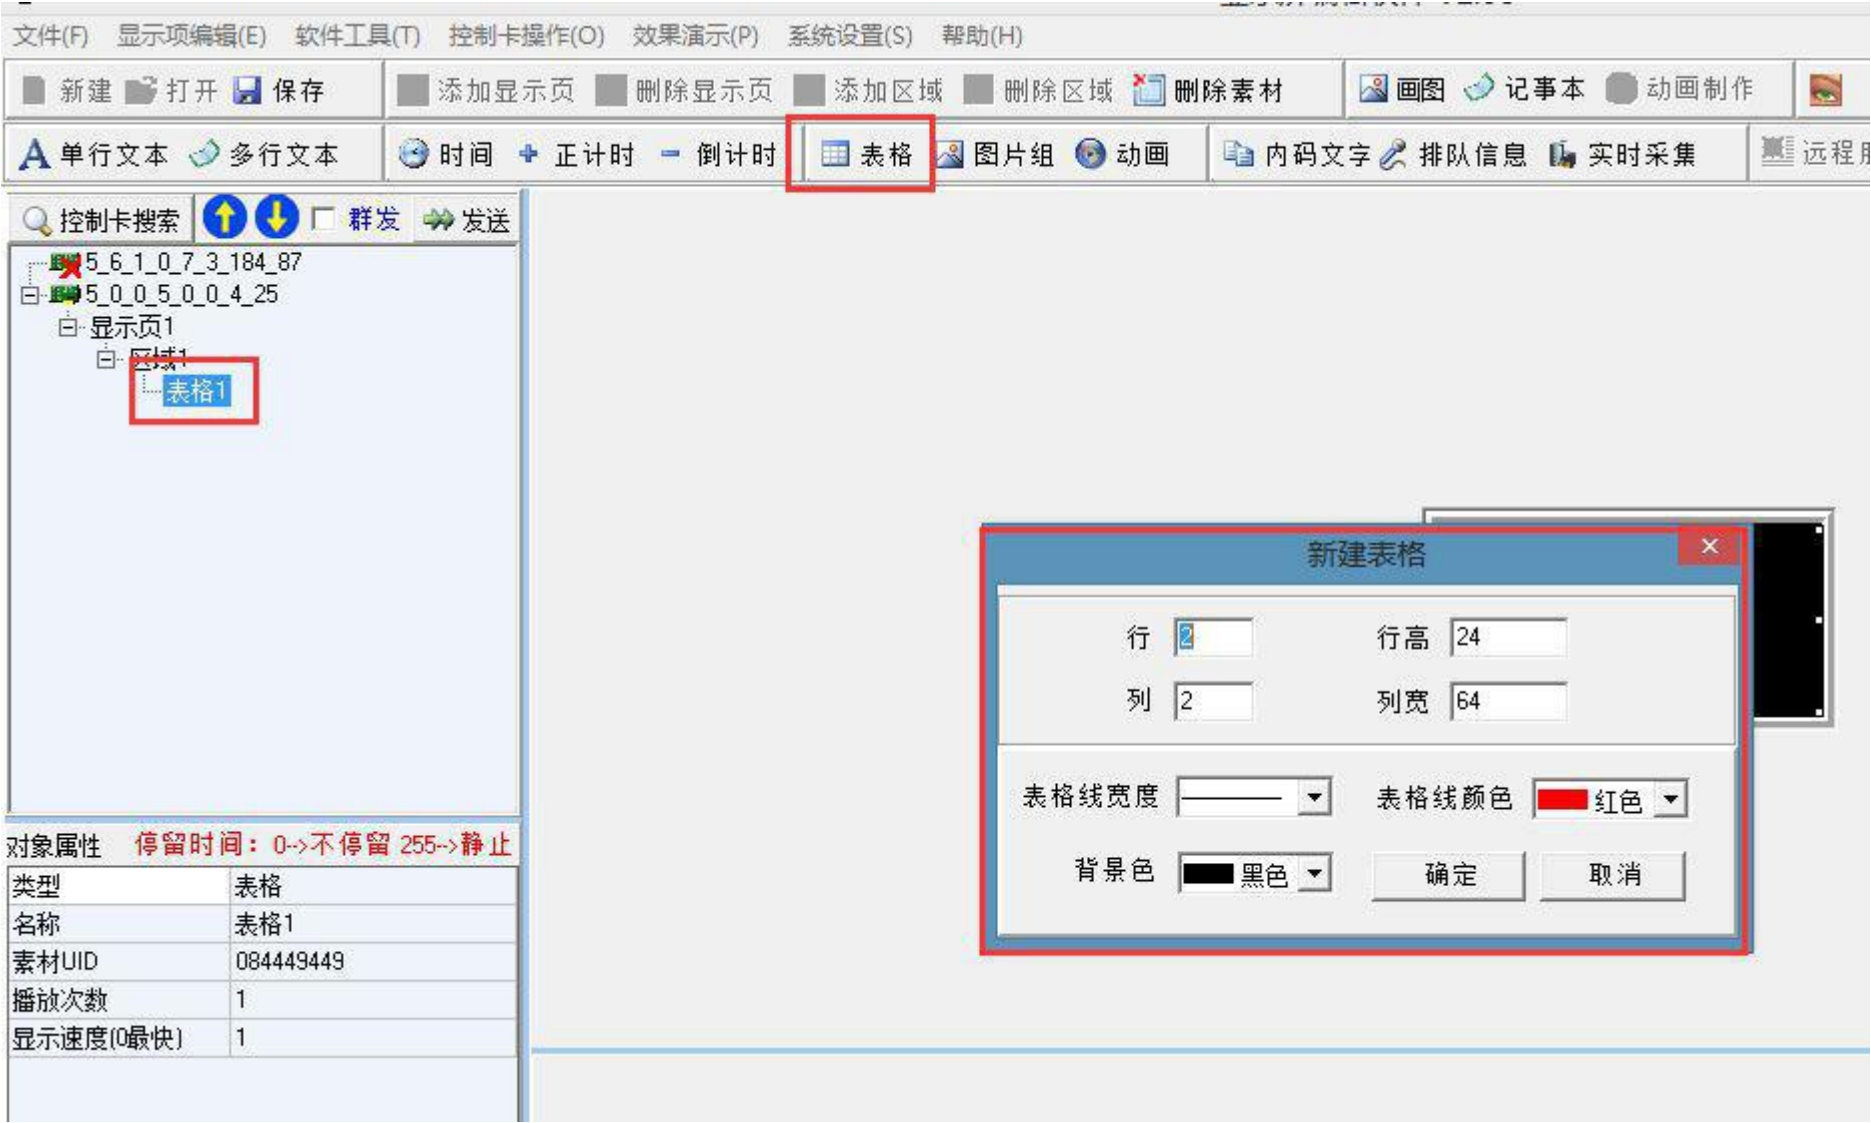 文件(F) 显示项编辑(E) 软件工具(T) 控制卡操作(O) 效果演示(P) 系统设置(S) 帮助(H)
新建 打开 保存 添加显示页 删除显示页 添加区域 删除区域 删除素材 画图 记事本 动画制作
单行文本 多行文本 时间 正计时 倒计时 表格 图片组 动画 内码文字 排队信息 实时采集 远程
控制卡搜索 群发 发送
5_6_1_0_7_3_184_87
5_0_0_5_0_0_4_25
显示页1
区域1
表格1
新建表格
行 2 行高 24
列 2 列宽 64
表格线宽度 表格线颜色 红色
背景色 黑色 确定 取消
对象属性 停留时间：0-->不停留 255-->静止
类型 表格
名称 表格1
素材UID 084449449
播放次数 1
显示速度(0最快) 1